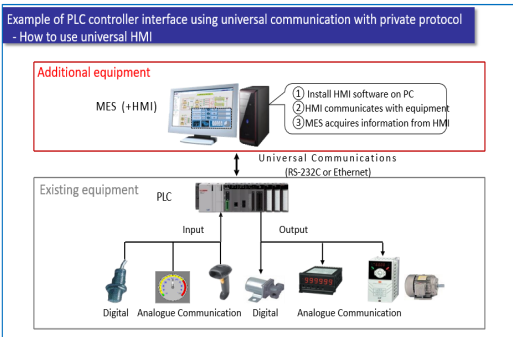 Example of PLC controller interface using universal communication with private protocol
- How to use universal HMI
Additional equipment
MES (+HMI)
① Install HMI software on PC
② HMI communicates with equipment
③ MES acquires information from HMI
Universal Communications
(RS-232C or Ethernet)
Existing equipment
PLC
Input
Output
999999
Digital Analogue Communication Digital Analogue Communication